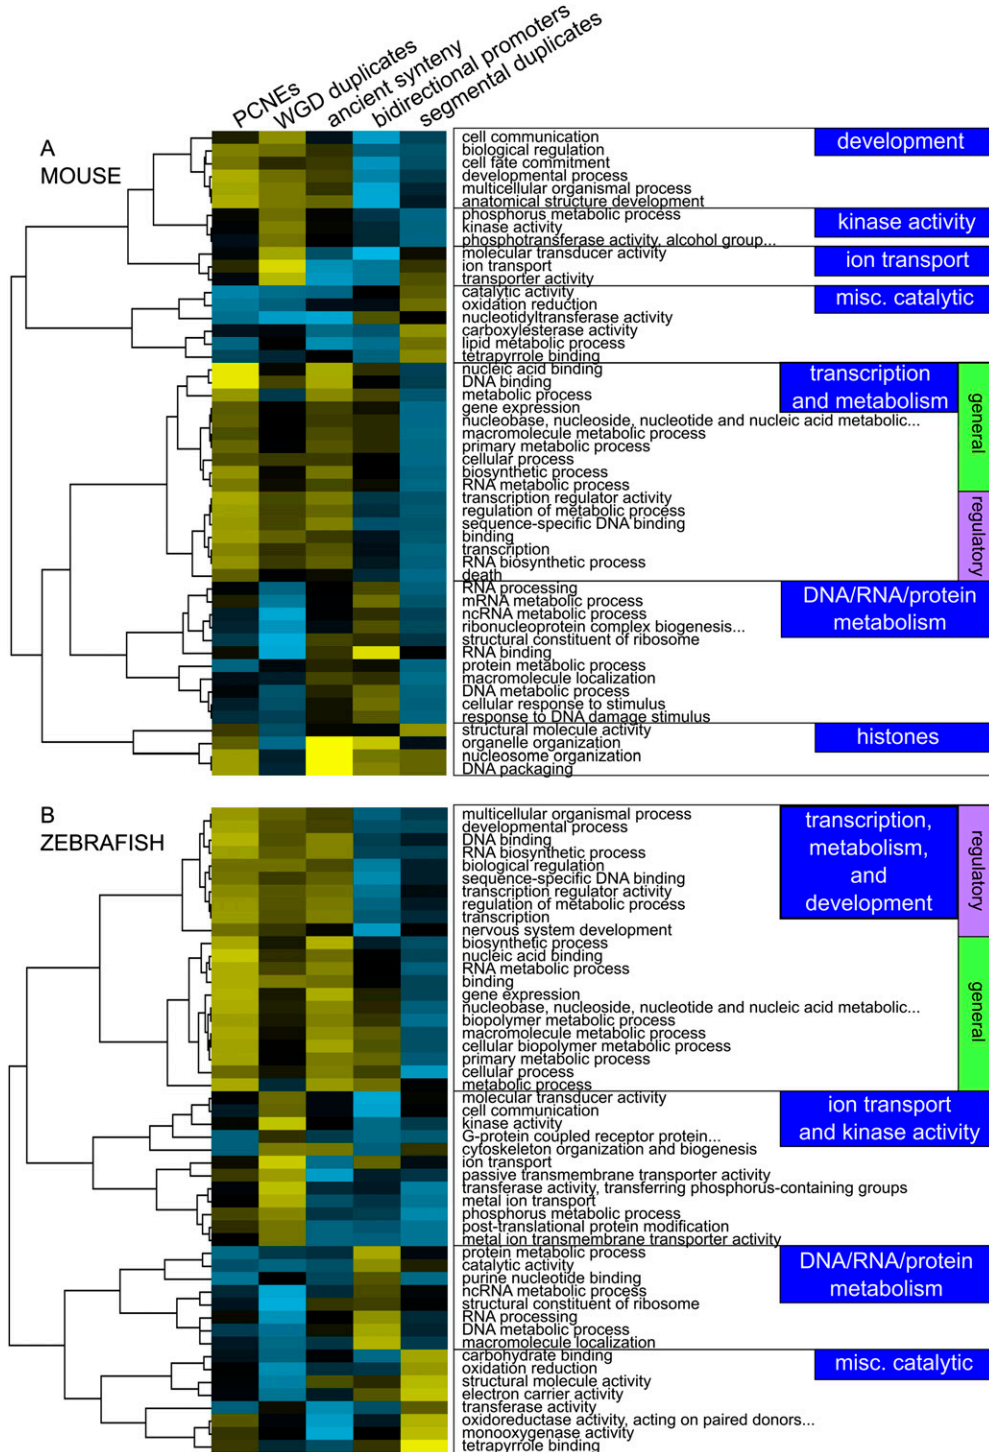 PCNEs
WGD duplicates
ancient synteny
bidirectional promoters
segmental duplicates
A
MOUSE
cell communication
biological regulation
cell fate commitment
developmental process
multicellular organismal process
anatomical structure development
development
phosphorus metabolic process
kinase activity
phosphotransferase activity, alcohol group...
kinase activity
molecular transducer activity
ion transport
transporter activity
ion transport
catalytic activity
oxidation reduction
nucleotidyltransferase activity
carboxylesterase activity
lipid metabolic process
tetrapyrrole binding
misc. catalytic
nucleic acid binding
DNA binding
metabolic process
gene expression
nucleobase, nucleoside, nucleotide and nucleic acid metabolic...
macromolecule metabolic process
primary metabolic process
cellular process
biosynthetic process
RNA metabolic process
transcription regulator activity
regulation of metabolic process
sequence-specific DNA binding
binding
transcription
RNA biosynthetic process
death
transcription
and metabolism
general
regulatory
RNA processing
mRNA metabolic process
ncRNA metabolic process
ribonucleoprotein complex biogenesis...
structural constituent of ribosome
RNA binding
protein metabolic process
macromolecule localization
DNA metabolic process
cellular response to stimulus
response to DNA damage stimulus
DNA/RNA/protein
metabolism
structural molecule activity
organelle organization
nucleosome organization
DNA packaging
histones
B
ZEBRAFISH
multicellular organismal process
developmental process
DNA binding
RNA biosynthetic process
biological regulation
sequence-specific DNA binding
transcription regulator activity
regulation of metabolic process
transcription
nervous system development
biosynthetic process
nucleic acid binding
RNA metabolic process
binding
gene expression
nucleobase, nucleoside, nucleotide and nucleic acid metabolic...
biopolymer metabolic process
macromolecule metabolic process
cellular biopolymer metabolic process
primary metabolic process
cellular process
metabolic process
transcription,
metabolism,
and
development
regulatory
general
molecular transducer activity
cell communication
kinase activity
G-protein coupled receptor protein...
cytoskeleton organization and biogenesis
ion transport
passive transmembrane transporter activity
transferase activity, transferring phosphorus-containing groups
metal ion transport
phosphorus metabolic process
post-translational protein modification
metal ion transmembrane transporter activity
ion transport
and kinase activity
protein metabolic process
catalytic activity
purine nucleotide binding
ncRNA metabolic process
structural constituent of ribosome
RNA processing
DNA metabolic process
macromolecule localization
DNA/RNA/protein
metabolism
carbohydrate binding
oxidation reduction
structural molecule activity
electron carrier activity
transferase activity
oxidoreductase activity, acting on paired donors...
monooxygenase activity
tetrapyrrole binding
misc. catalytic